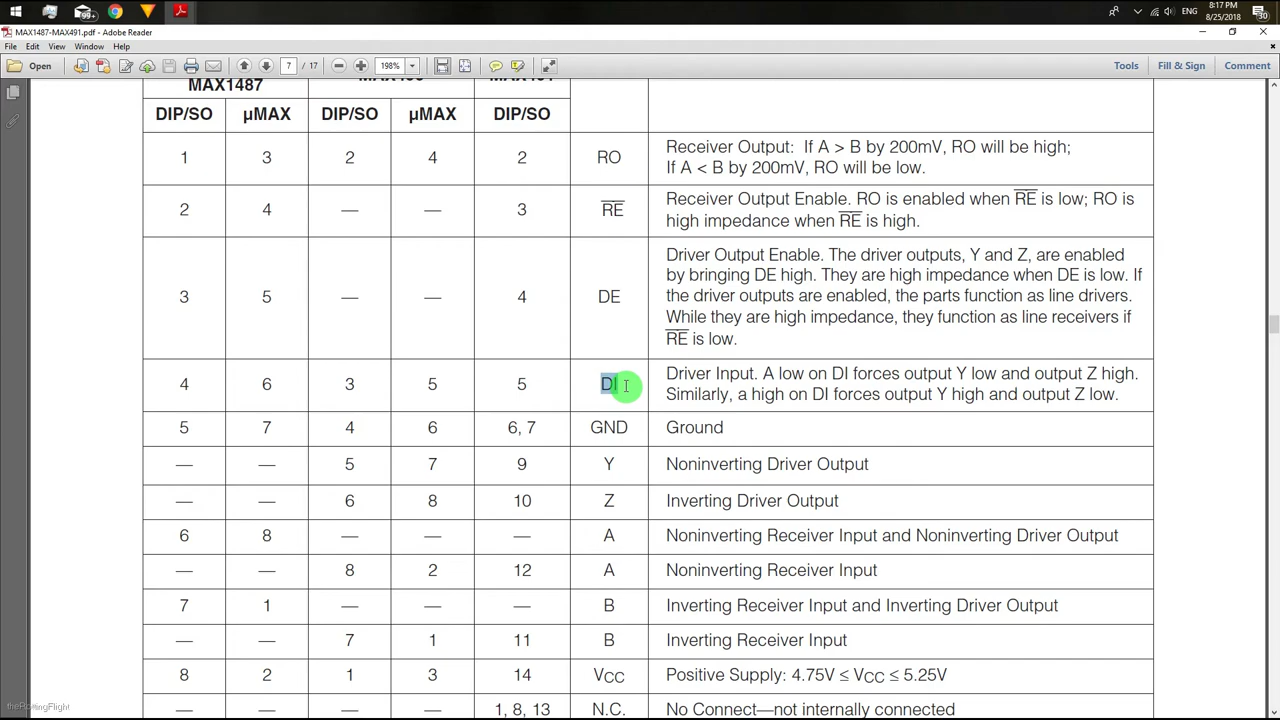 99+
ENG
8:17 PM
8/25/2018
30
MAX1487-MAX491.pdf - Adobe Reader
File Edit View Window Help
Open 7 / 17 198% Tools Fill & Sign Comment
MAX1487
DIP/SO µMAX DIP/SO µMAX DIP/SO
1 3 2 4 2 RO Receiver Output: If A > B by 200mV, RO will be high;
If A < B by 200mV, RO will be low.
2 4 — — 3 R̅E̅ Receiver Output Enable. RO is enabled when R̅E̅ is low; RO is
high impedance when R̅E̅ is high.
3 5 — — 4 DE Driver Output Enable. The driver outputs, Y and Z, are enabled
by bringing DE high. They are high impedance when DE is low. If
the driver outputs are enabled, the parts function as line drivers.
While they are high impedance, they function as line receivers if
R̅E̅ is low.
4 6 3 5 5 DI Driver Input. A low on DI forces output Y low and output Z high.
Similarly, a high on DI forces output Y high and output Z low.
5 7 4 6 6, 7 GND Ground
— — 5 7 9 Y Noninverting Driver Output
— — 6 8 10 Z Inverting Driver Output
6 8 — — — A Noninverting Receiver Input and Noninverting Driver Output
— — 8 2 12 A Noninverting Receiver Input
7 1 — — — B Inverting Receiver Input and Inverting Driver Output
— — 7 1 11 B Inverting Receiver Input
8 2 1 3 14 VCC Positive Supply: 4.75V ≤ VCC ≤ 5.25V
— — — — 1, 8, 13 N.C. No Connect—not internally connected
theRottingFlight